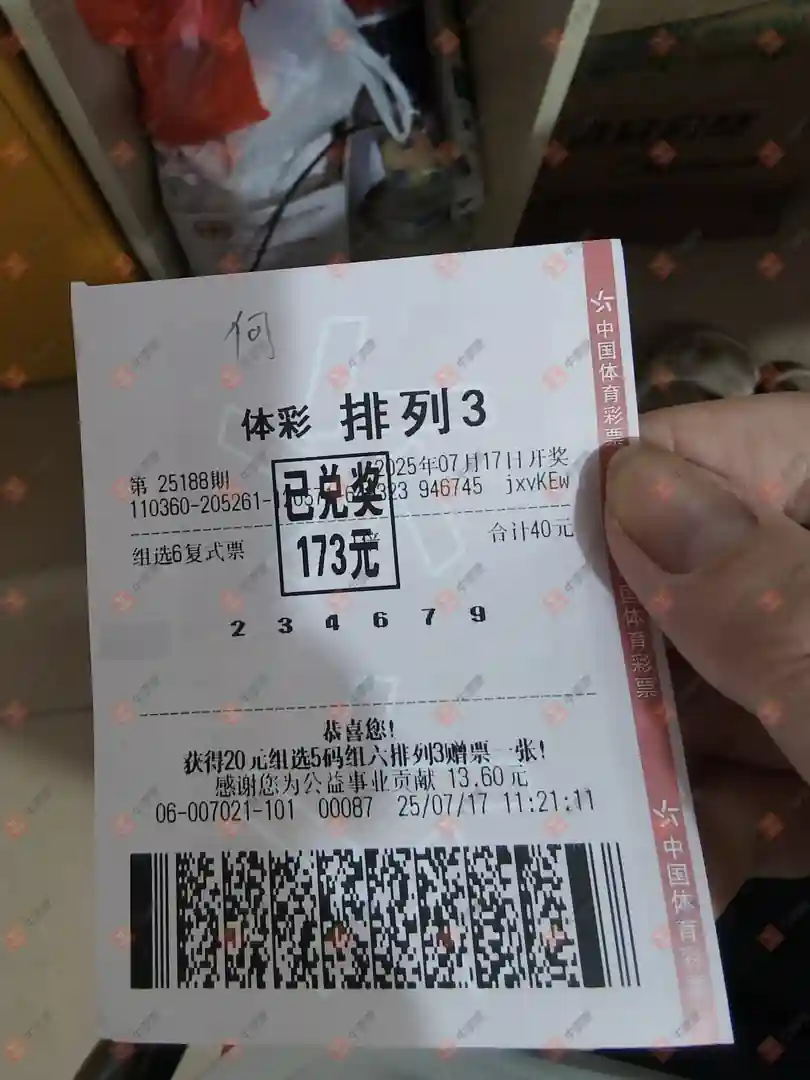 何
体彩 排列3
第 25188期
2025年07月17日开奖
110360-205261- 946745 jxvKEw
已兑奖
173元
组选6复式票
合计40元
2 3 4 6 7 9
恭喜您!
获得20元组选5码组六排列3赠票一张!
感谢您为公益事业贡献 13.60元
06-007021-101 00087 25/07/17 11:21:11
中国体育彩票
国体育彩票
中国体育彩票